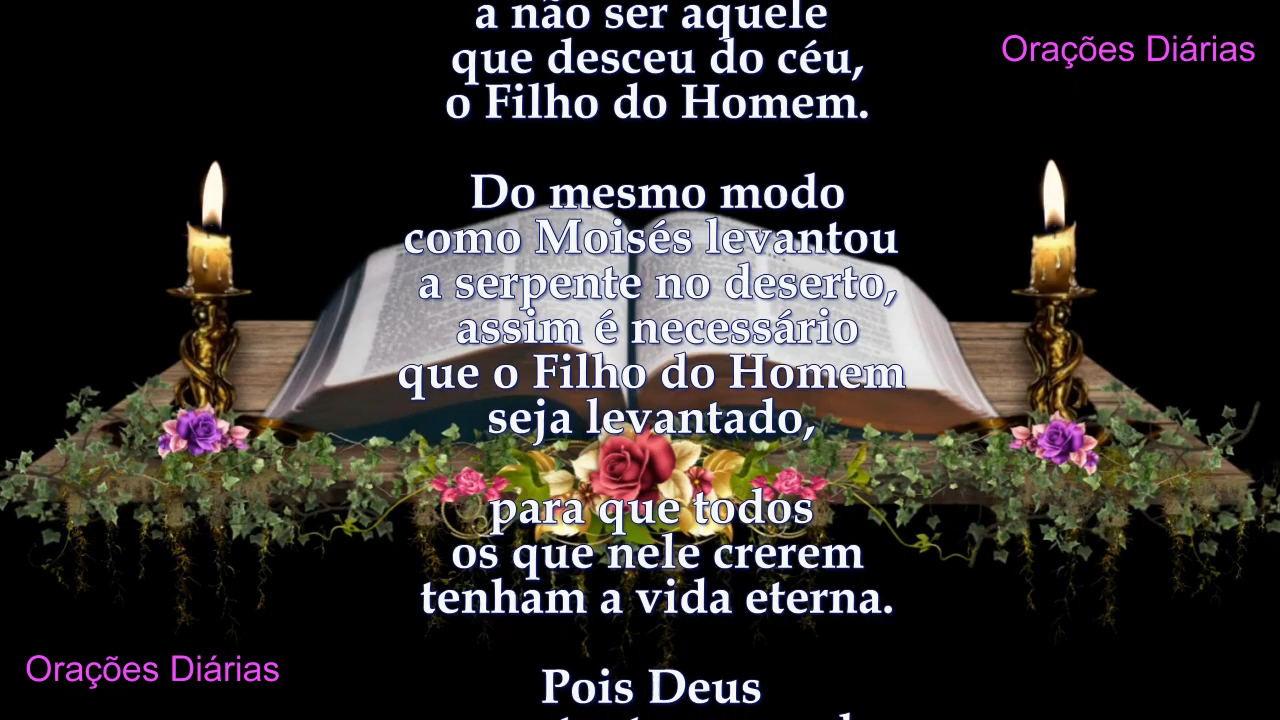 a não ser aquele
Orações Diárias
que desceu do céu,
o Filho do Homem.
Do mesmo modo
como Moisés levantou
a serpente no deserto,
assim é necessário
que o Filho do Homem
seja levantado,
para que todos
os que nele crerem
tenham a vida eterna.
Orações Diárias
Pois Deus